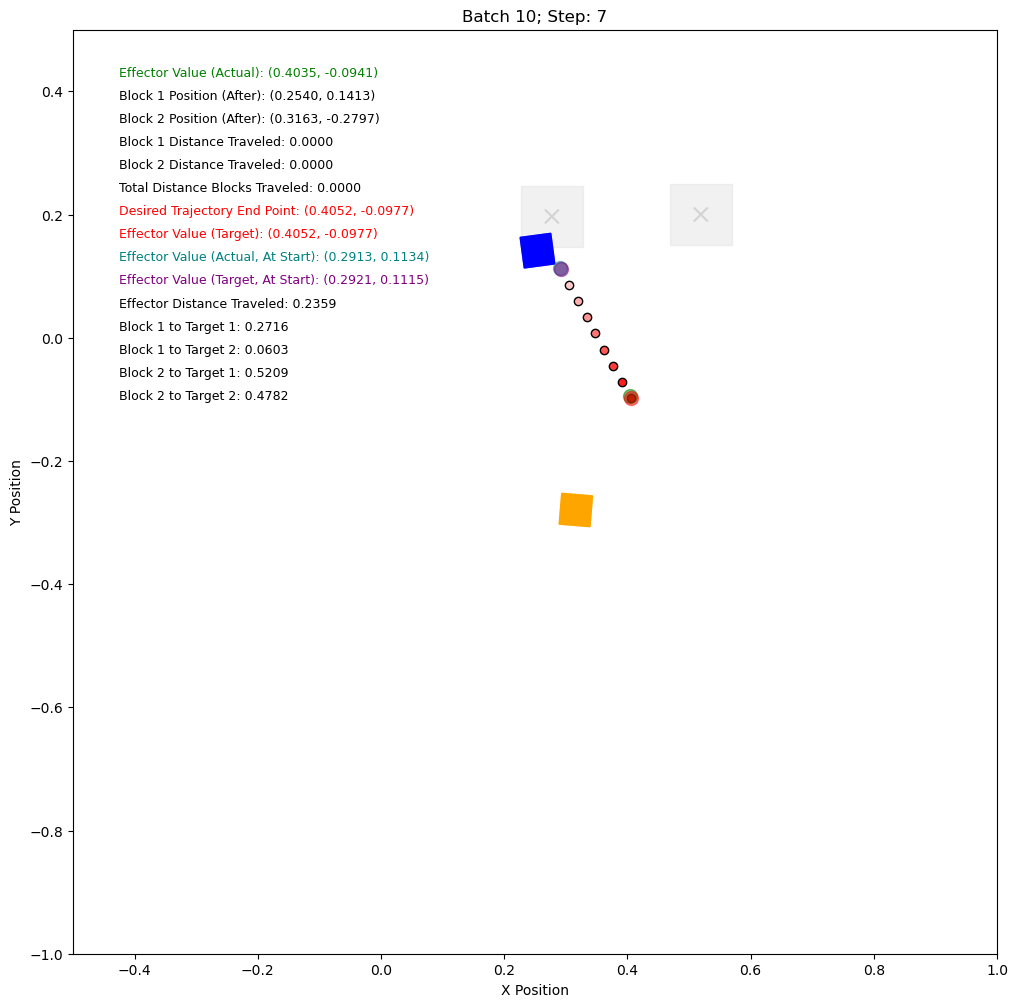 Batch 10; Step: 7
Effector Value (Actual): (0.4035, -0.0941)
Block 1 Position (After): (0.2540, 0.1413)
Block 2 Position (After): (0.3163, -0.2797)
Block 1 Distance Traveled: 0.0000
Block 2 Distance Traveled: 0.0000
Total Distance Blocks Traveled: 0.0000
Desired Trajectory End Point: (0.4052, -0.0977)
Effector Value (Target): (0.4052, -0.0977)
Effector Value (Actual, At Start): (0.2913, 0.1134)
Effector Value (Target, At Start): (0.2921, 0.1115)
Effector Distance Traveled: 0.2359
Block 1 to Target 1: 0.2716
Block 1 to Target 2: 0.0603
Block 2 to Target 1: 0.5209
Block 2 to Target 2: 0.4782
0.4
0.2
0.0
−0.2
−0.4
−0.6
−0.8
−1.0
Y Position
−0.4
−0.2
0.0
0.2
0.4
0.6
0.8
1.0
X Position